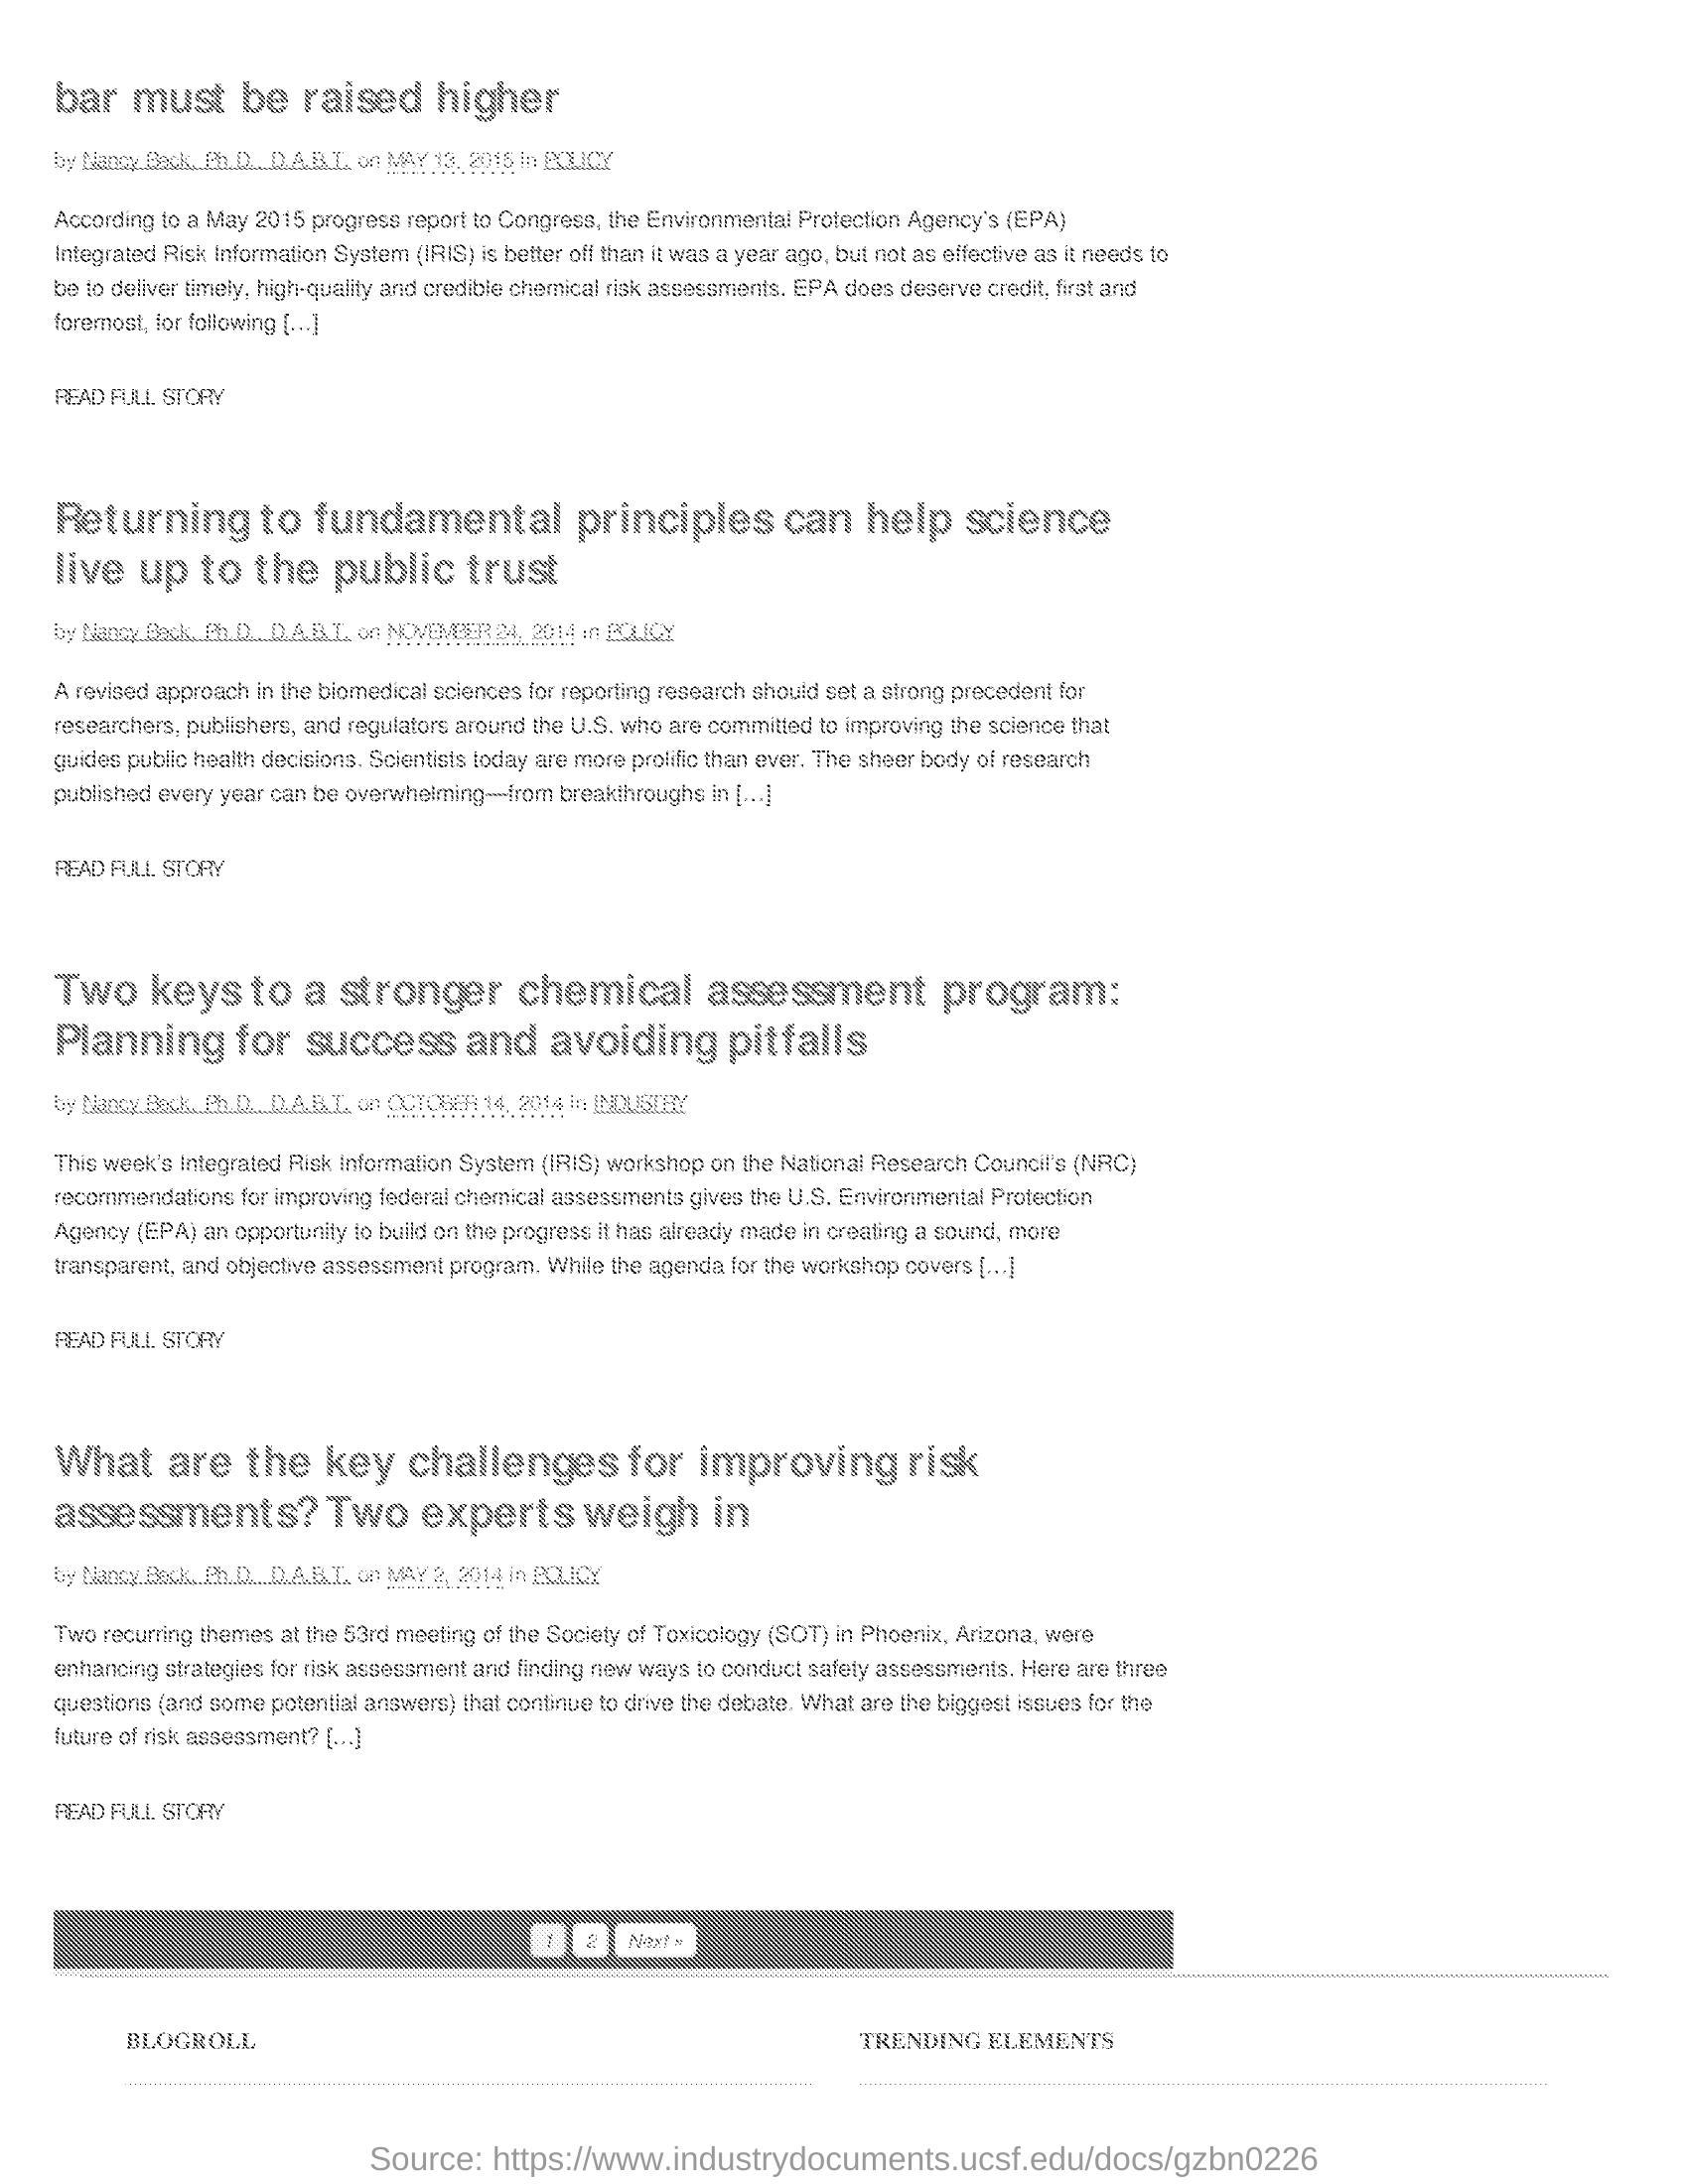 bar must be raised higher
by Nancy Beck, Ph.D., D.A.B.T. on MAY 13, 2015 in POLICY
According to a May 2015 progress report to Congress, the Environmental Protection Agency's (EPA)
Integrated Risk Information System (IRIS) is better off than it was a year ago, but not as effective as it needs to
be to deliver timely, high-quality and credible chemical risk assessments. EPA does deserve credit, first and
foremost, for following […]
READ FULL STORY
Returning to fundamental principles can help science
live up to the public trust
by Nancy Beck, Ph.D., D.A.B.T. on NOVEMBER 24, 2014 in POLICY
A revised approach in the biomedical sciences for reporting research should set a strong precedent for
researchers, publishers, and regulators around the U.S. who are committed to improving the science that
guides public health decisions. Scientists today are more prolific than ever. The sheer body of research
published every year can be overwhelming—from breakthroughs in […]
READ FULL STORY
Two keys to a stronger chemical assessment program:
Planning for success and avoiding pitfalls
by Nancy Beck, Ph.D., D.A.B.T. on OCTOBER 14, 2014 in INDUSTRY
This week's Integrated Risk Information System (IRIS) workshop on the National Research Council's (NRC)
recommendations for improving federal chemical assessments gives the U.S. Environmental Protection
Agency (EPA) an opportunity to build on the progress it has already made in creating a sound, more
transparent, and objective assessment program. While the agenda for the workshop covers […]
READ FULL STORY
What are the key challenges for improving risk
assessments? Two experts weigh in
by Nancy Beck, Ph.D., D.A.B.T. on MAY 2, 2014 in POLICY
Two recurring themes at the 53rd meeting of the Society of Toxicology (SOT) in Phoenix, Arizona, were
enhancing strategies for risk assessment and finding new ways to conduct safety assessments. Here are three
questions (and some potential answers) that continue to drive the debate. What are the biggest issues for the
future of risk assessment? […]
READ FULL STORY
1 2 Next »
BLOGROLL TRENDING ELEMENTS
Source: https://www.industrydocuments.ucsf.edu/docs/gzbn0226